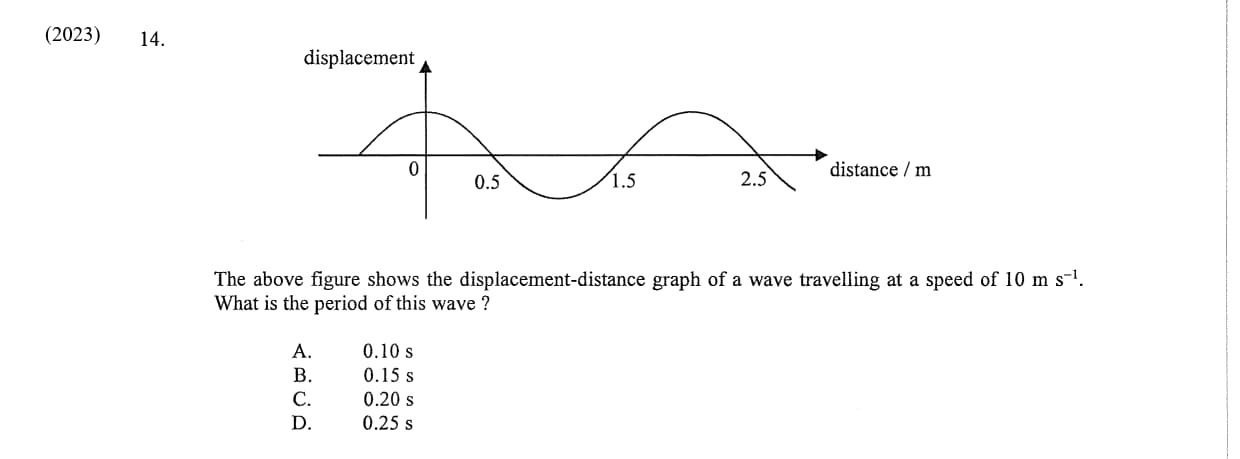 (2023) 14.
displacement
0
0.5
1.5
2.5
distance / m
The above figure shows the displacement-distance graph of a wave travelling at a speed of 10 m s⁻¹.
What is the period of this wave ?
A. 0.10 s
B. 0.15 s
C. 0.20 s
D. 0.25 s